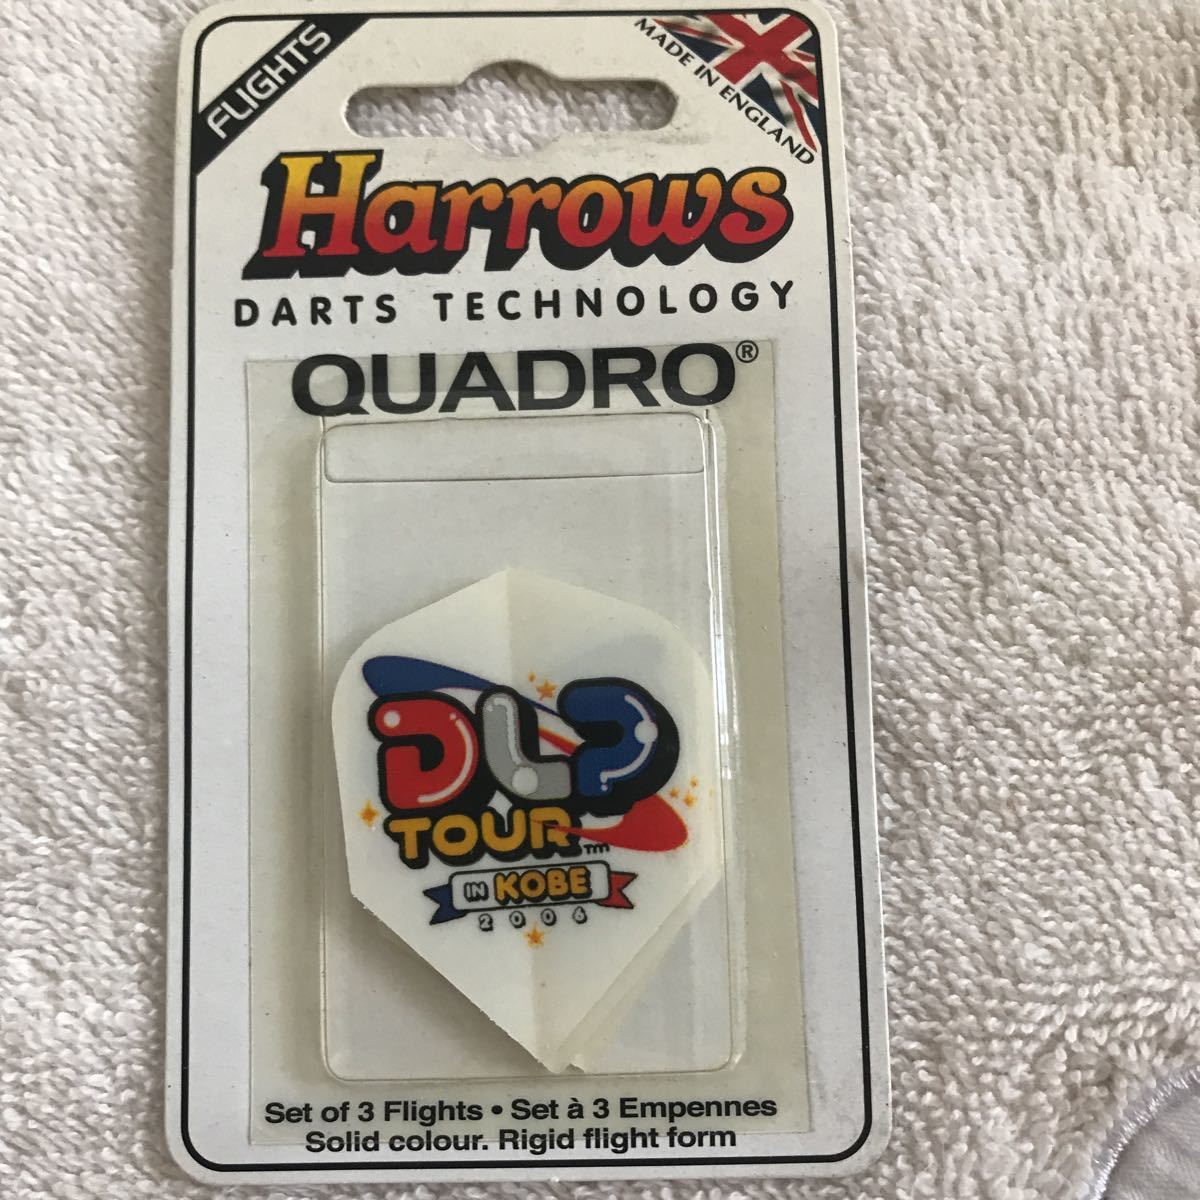 FLIGHTS
MADE IN ENGLAND
Harrows
DARTS TECHNOLOGY
QUADRO®
DLP
TOUR™
IN KOBE
2006
Set of 3 Flights • Set à 3 Empennes
Solid colour. Rigid flight form